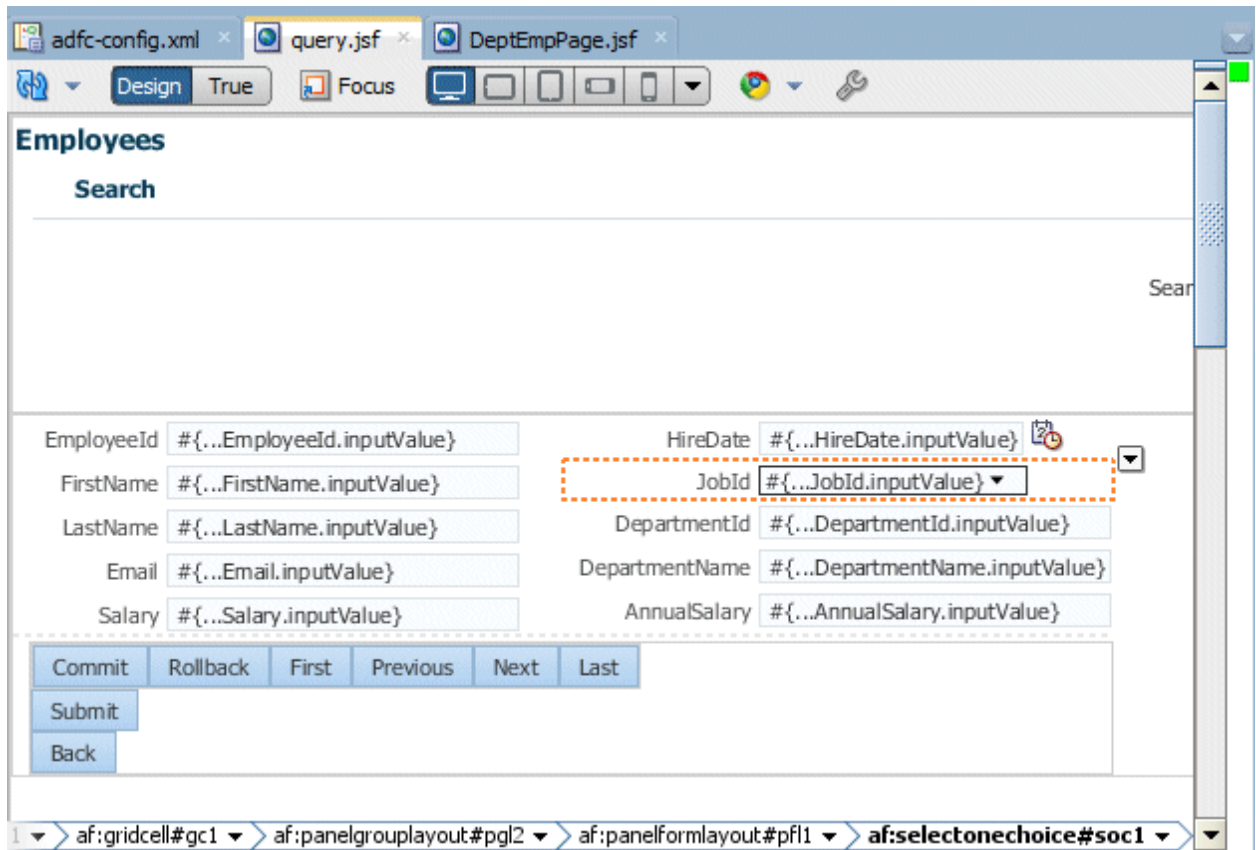 adfc-config.xml query.jsf DeptEmpPage.jsf
Design True Focus
Employees
Search
Sear
EmployeeId #{...EmployeeId.inputValue} HireDate #{...HireDate.inputValue}
FirstName #{...FirstName.inputValue} JobId #{...JobId.inputValue}
LastName #{...LastName.inputValue} DepartmentId #{...DepartmentId.inputValue}
Email #{...Email.inputValue} DepartmentName #{...DepartmentName.inputValue}
Salary #{...Salary.inputValue} AnnualSalary #{...AnnualSalary.inputValue}
Commit Rollback First Previous Next Last
Submit
Back
1 af:gridcell#gc1 af:panelgrouplayout#pgl2 af:panelformlayout#pfl1 af:selectonechoice#soc1